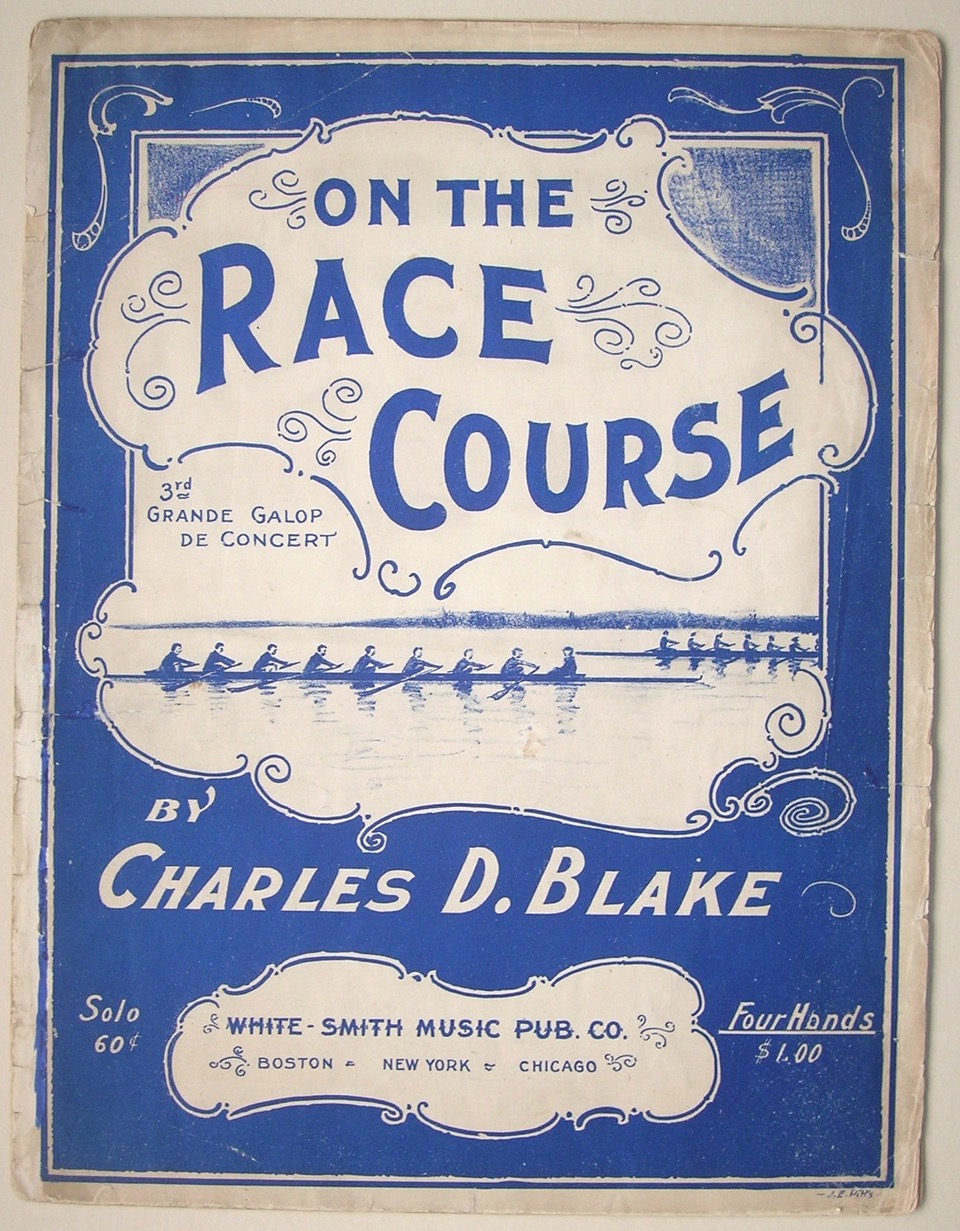 ON THE
RACE
COURSE
3rd
GRANDE GALOP
DE CONCERT
BY
CHARLES D. BLAKE
Solo
60¢
WHITE-SMITH MUSIC PUB. CO.
BOSTON = NEW YORK = CHICAGO
Four Hands
$1.00